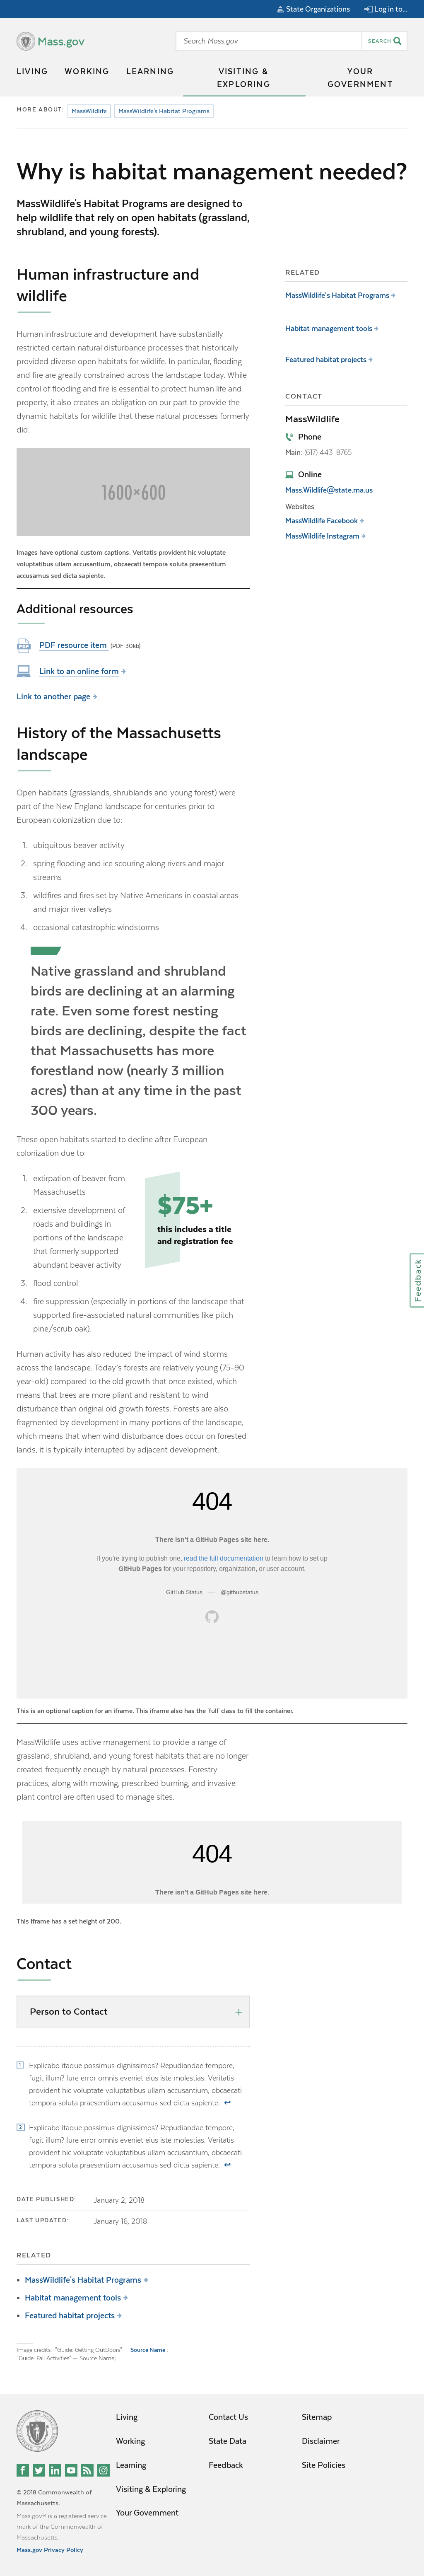 State Organizations
Log in to...
Mass.gov
Search Mass.gov
SEARCH
LIVING
WORKING
LEARNING
VISITING &
EXPLORING
YOUR
GOVERNMENT
MORE ABOUT:
MassWildlife
MassWildlife's Habitat Programs
Why is habitat management needed?
MassWildlife's Habitat Programs are designed to
help wildlife that rely on open habitats (grassland,
shrubland, and young forests).
Human infrastructure and
wildlife
Human infrastructure and development have substantially
restricted certain natural disturbance processes that historically
provided diverse open habitats for wildlife. In particular, flooding
and fire are greatly constrained across the landscape today. While
control of flooding and fire is essential to protect human life and
property, it also creates an obligation on our part to provide the
dynamic habitats for wildlife that these natural processes formerly
did.
1600×600
Images have optional custom captions. Veritatis provident hic voluptate
voluptatibus ullam accusantium, obcaecati tempora soluta praesentium
accusamus sed dicta sapiente.
Additional resources
PDF
PDF resource item (PDF 30kb)
Link to an online form
Link to another page
RELATED
MassWildlife's Habitat Programs
Habitat management tools
Featured habitat projects
CONTACT
MassWildlife
Phone
Main: (617) 443-8765
Online
Mass.Wildlife@state.ma.us
Websites
MassWildlife Facebook
MassWildlife Instagram
History of the Massachusetts
landscape
Open habitats (grasslands, shrublands and young forest) were
part of the New England landscape for centuries prior to
European colonization due to:
1. ubiquitous beaver activity
2. spring flooding and ice scouring along rivers and major
streams
3. wildfires and fires set by Native Americans in coastal areas
and major river valleys
4. occasional catastrophic windstorms
Native grassland and shrubland
birds are declining at an alarming
rate. Even some forest nesting
birds are declining, despite the fact
that Massachusetts has more
forestland now (nearly 3 million
acres) than at any time in the past
300 years.
These open habitats started to decline after European
colonization due to:
1. extirpation of beaver from
Massachusetts
2. extensive development of
roads and buildings in
portions of the landscape
that formerly supported
abundant beaver activity
$75+
this includes a title
and registration fee
3. flood control
4. fire suppression (especially in portions of the landscape that
supported fire-associated natural communities like pitch
pine/scrub oak).
Feedback
Human activity has also reduced the impact of wind storms
across the landscape. Today's forests are relatively young (75-90
year-old) compared to the old growth that once existed, which
means that trees are more pliant and resistant to wind
disturbance than original old growth forests. Forests are also
fragmented by development in many portions of the landscape,
which means that when wind disturbance does occur on forested
lands, it is typically interrupted by adjacent development.
404
There isn't a GitHub Pages site here.
If you're trying to publish one, read the full documentation to learn how to set up
GitHub Pages for your repository, organization, or user account.
GitHub Status — @githubstatus
This is an optional caption for an iframe. This iframe also has the 'full' class to fill the container.
MassWildlife uses active management to provide a range of
grassland, shrubland, and young forest habitats that are no longer
created frequently enough by natural processes. Forestry
practices, along with mowing, prescribed burning, and invasive
plant control are often used to manage sites.
404
There isn't a GitHub Pages site here.
This iframe has a set height of 200.
Contact
Person to Contact
1 Explicabo itaque possimus dignissimos? Repudiandae tempore,
fugit illum? Iure error omnis eveniet eius iste molestias. Veritatis
provident hic voluptate voluptatibus ullam accusantium, obcaecati
tempora soluta praesentium accusamus sed dicta sapiente. ↩
2 Explicabo itaque possimus dignissimos? Repudiandae tempore,
fugit illum? Iure error omnis eveniet eius iste molestias. Veritatis
provident hic voluptate voluptatibus ullam accusantium, obcaecati
tempora soluta praesentium accusamus sed dicta sapiente. ↩
DATE PUBLISHED: January 2, 2018
LAST UPDATED: January 16, 2018
RELATED
MassWildlife's Habitat Programs
Habitat management tools
Featured habitat projects
Image credits: "Guide: Getting OutDoors" — Source Name ;
"Guide: Fall Activities" — Source Name;
Living
Working
Learning
Visiting & Exploring
Your Government
Contact Us
State Data
Feedback
Sitemap
Disclaimer
Site Policies
© 2018 Commonwealth of
Massachusetts.
Mass.gov® is a registered service
mark of the Commonwealth of
Massachusetts.
Mass.gov Privacy Policy